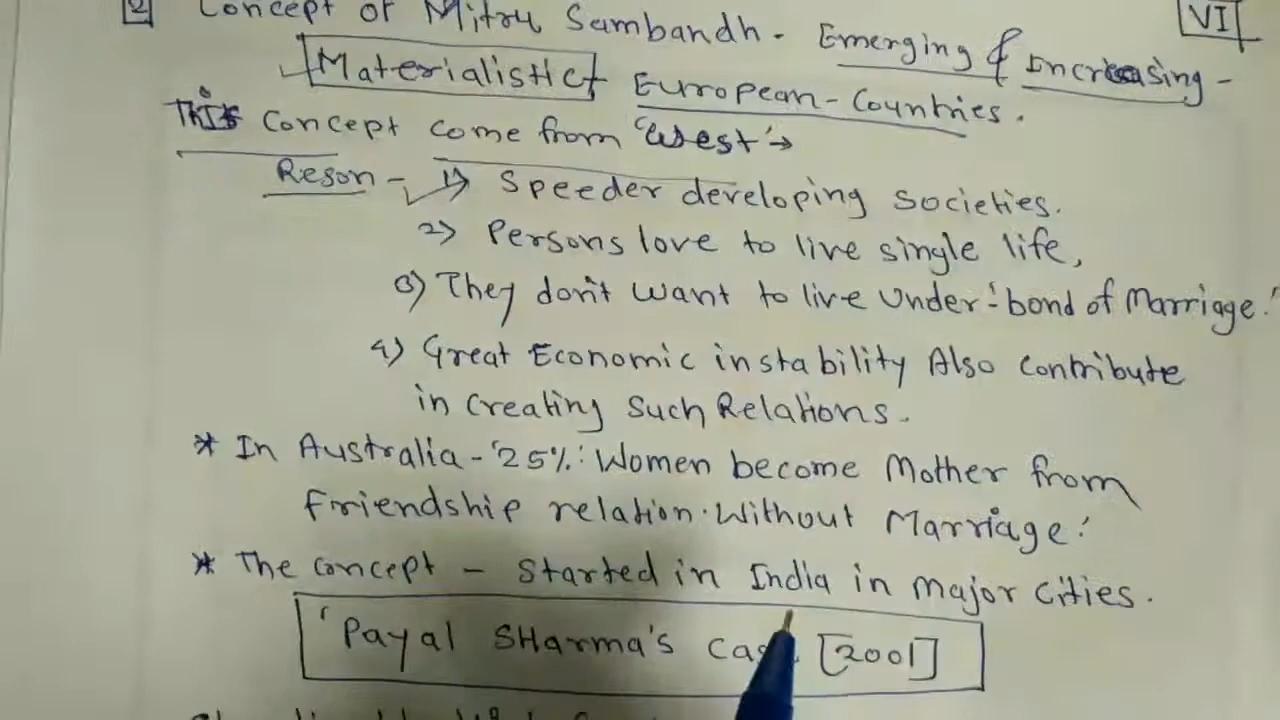 2 Concept of Mitru Sambandh - Emerging & Increasing - VI
Materialistic European - Countries.
This Concept come from 'West' →
Reson - 1) Speeder developing societies.
2) Persons love to live single life,
3) They don't want to live under 'bond of Marriage.'
4) Great Economic instability Also Contribute
in Creating Such Relations.
* In Australia - '25%' Women become Mother from
Friendship relation. Without Marriage.'
* The Concept - Started in India in major Cities.
'Payal SHarma's [2001]